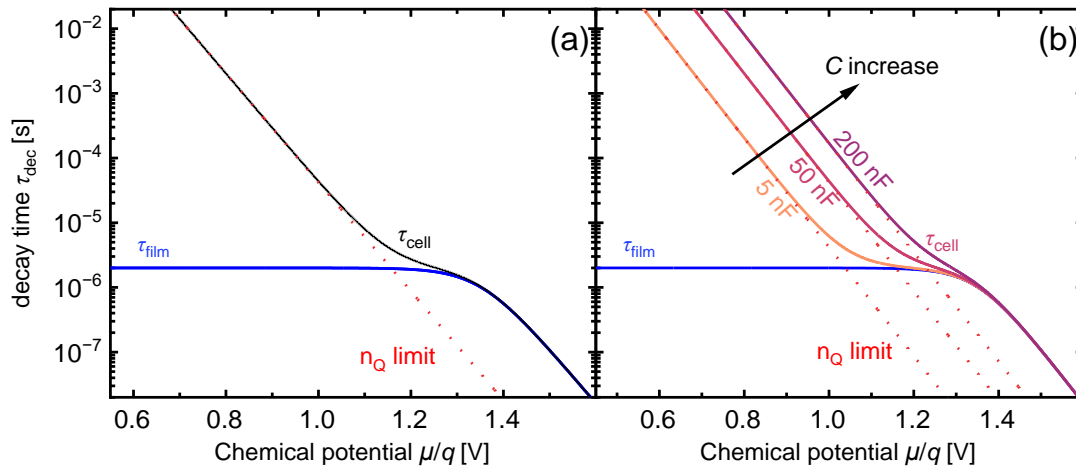 (a)
(b)
10⁻²
10⁻³
10⁻⁴
10⁻⁵
10⁻⁶
10⁻⁷
decay time τdec [s]
τfilm
τcell
nQ limit
0.6 0.8 1.0 1.2 1.4
Chemical potential μ/q [V]
C increase
200 nF
50 nF
5 nF
τcell
τfilm
nQ limit
0.6 0.8 1.0 1.2 1.4
Chemical potential μ/q [V]